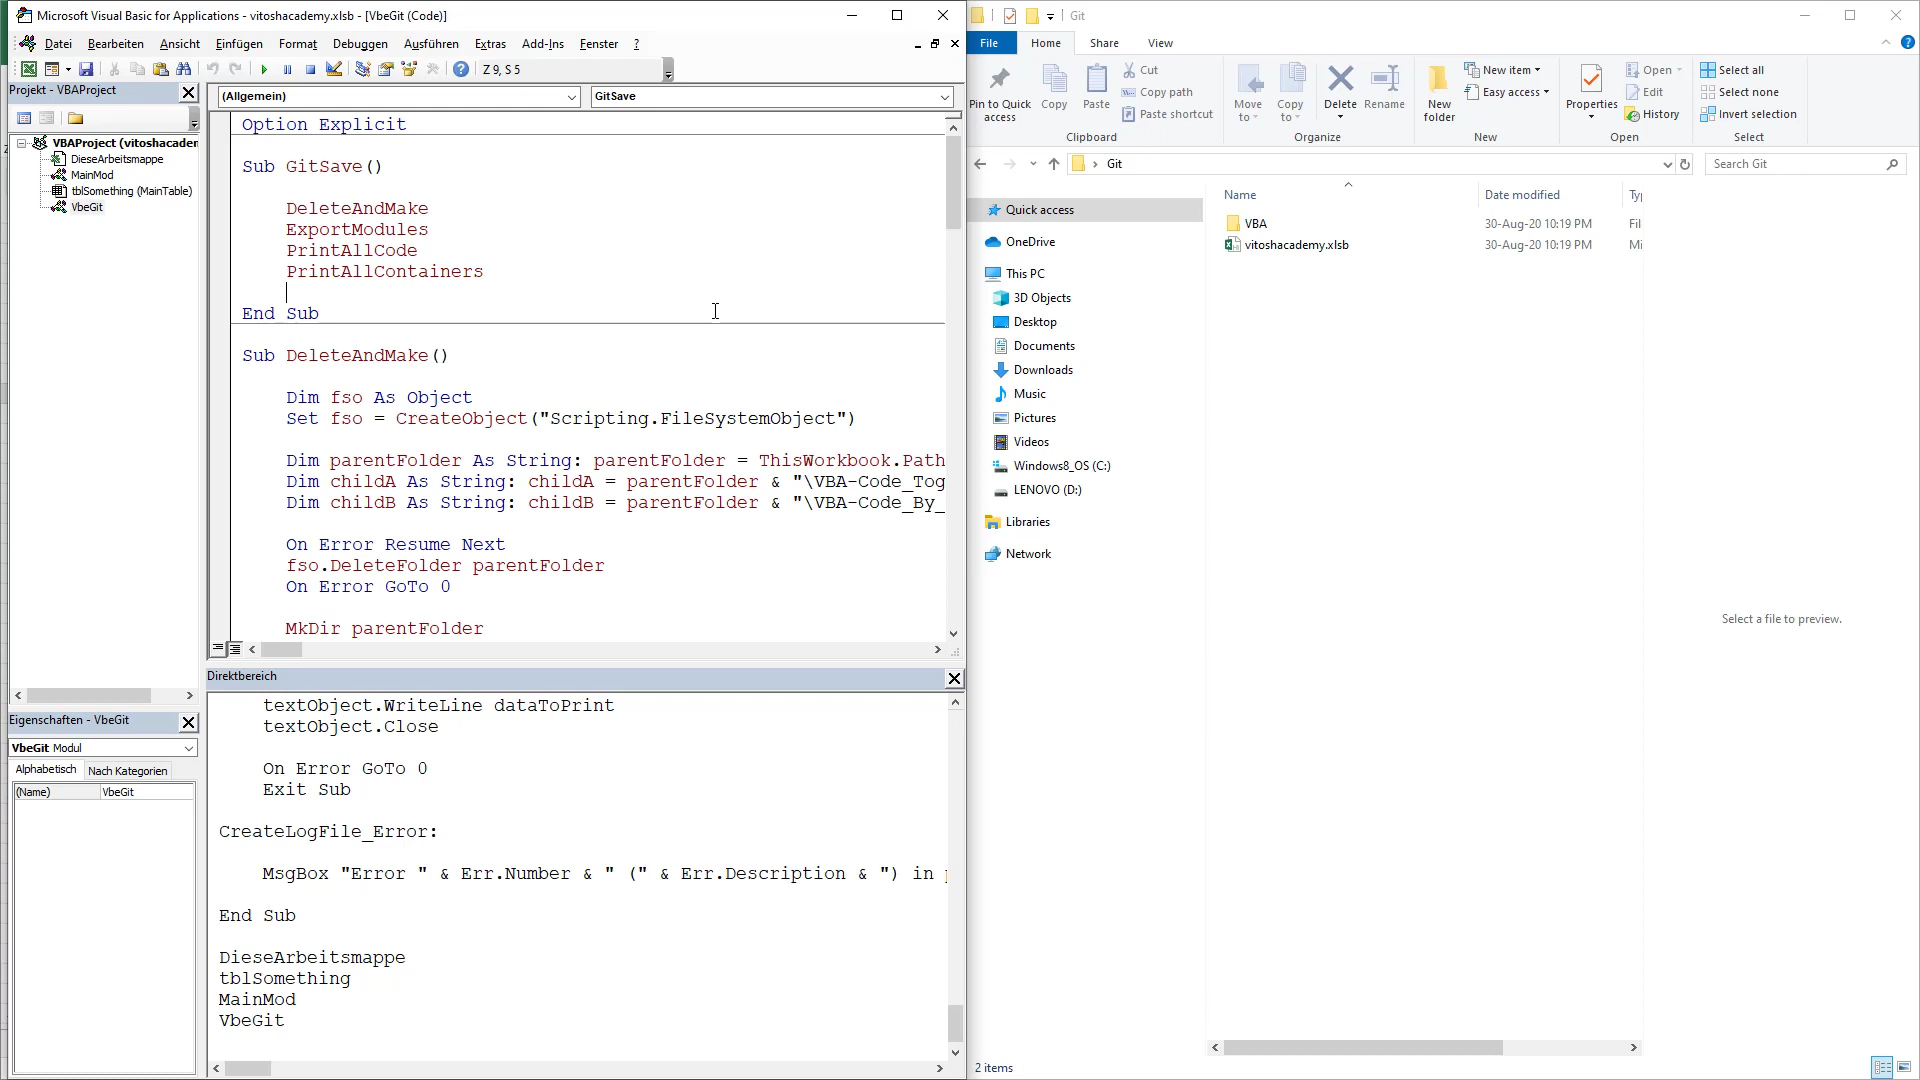 Microsoft Visual Basic for Applications - vitoshacademy.xlsb - [VbeGit (Code)]
Datei Bearbeiten Ansicht Einfügen Format Debuggen Ausführen Extras Add-Ins Fenster ?
Z 9, S 5
Projekt - VBAProject
VBAProject (vitoshacaden
DieseArbeitsmappe
MainMod
tblSomething (MainTable)
VbeGit
(Allgemein)
GitSave
Option Explicit
Sub GitSave()
DeleteAndMake
ExportModules
PrintAllCode
PrintAllContainers
End Sub
Sub DeleteAndMake()
Dim fso As Object
Set fso = CreateObject("Scripting.FileSystemObject")
Dim parentFolder As String: parentFolder = ThisWorkbook.Path
Dim childA As String: childA = parentFolder & "\VBA-Code_Tog
Dim childB As String: childB = parentFolder & "\VBA-Code_By_
On Error Resume Next
fso.DeleteFolder parentFolder
On Error GoTo 0
MkDir parentFolder
Eigenschaften - VbeGit
VbeGit Modul
Alphabetisch Nach Kategorien
(Name) VbeGit
Direktbereich
textObject.WriteLine dataToPrint
textObject.Close
On Error GoTo 0
Exit Sub
CreateLogFile_Error:
MsgBox "Error " & Err.Number & " (" & Err.Description & ") in
End Sub
DieseArbeitsmappe
tblSomething
MainMod
VbeGit
Git
File Home Share View
Pin to Quick access
Copy
Paste
Cut
Copy path
Paste shortcut
Clipboard
Move to
Copy to
Delete
Rename
Organize
New folder
New item
Easy access
New
Properties
Open
Edit
History
Open
Select all
Select none
Invert selection
Select
Git
Search Git
Quick access
OneDrive
This PC
3D Objects
Desktop
Documents
Downloads
Music
Pictures
Videos
Windows8_OS (C:)
LENOVO (D:)
Libraries
Network
Name Date modified Ty
VBA 30-Aug-20 10:19 PM Fil
vitoshacademy.xlsb 30-Aug-20 10:19 PM Mi
Select a file to preview.
2 items